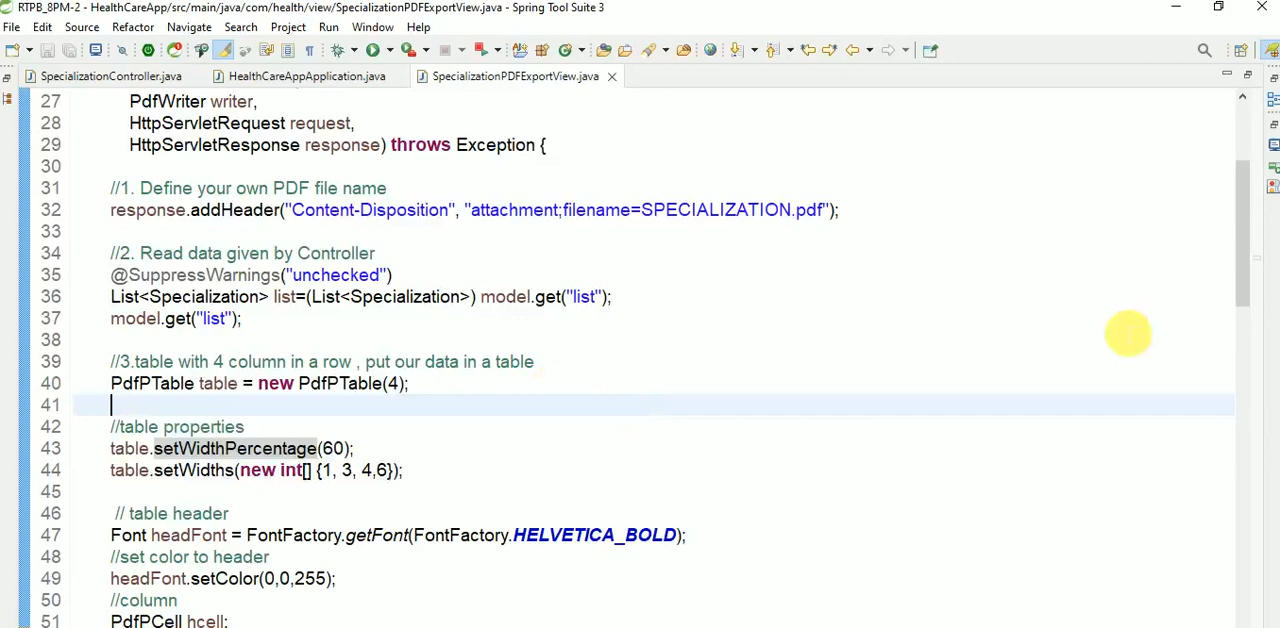 RTPB_8PM-2 - HealthCareApp/src/main/java/com/health/view/SpecializationPDFExportView.java - Spring Tool Suite 3
File Edit Source Refactor Navigate Search Project Run Window Help
SpecializationController.java HealthCareAppApplication.java SpecializationPDFExportView.java
27 PdfWriter writer,
28 HttpServletRequest request,
29 HttpServletResponse response) throws Exception {
30
31 //1. Define your own PDF file name
32 response.addHeader("Content-Disposition", "attachment;filename=SPECIALIZATION.pdf");
33
34 //2. Read data given by Controller
35 @SuppressWarnings("unchecked")
36 List<Specialization> list=(List<Specialization>) model.get("list");
37 model.get("list");
38
39 //3.table with 4 column in a row , put our data in a table
40 PdfPTable table = new PdfPTable(4);
41
42 //table properties
43 table.setWidthPercentage(60);
44 table.setWidths(new int[] {1, 3, 4,6});
45
46 // table header
47 Font headFont = FontFactory.getFont(FontFactory.HELVETICA_BOLD);
48 //set color to header
49 headFont.setColor(0,0,255);
50 //column
51 PdfPCell hcell;